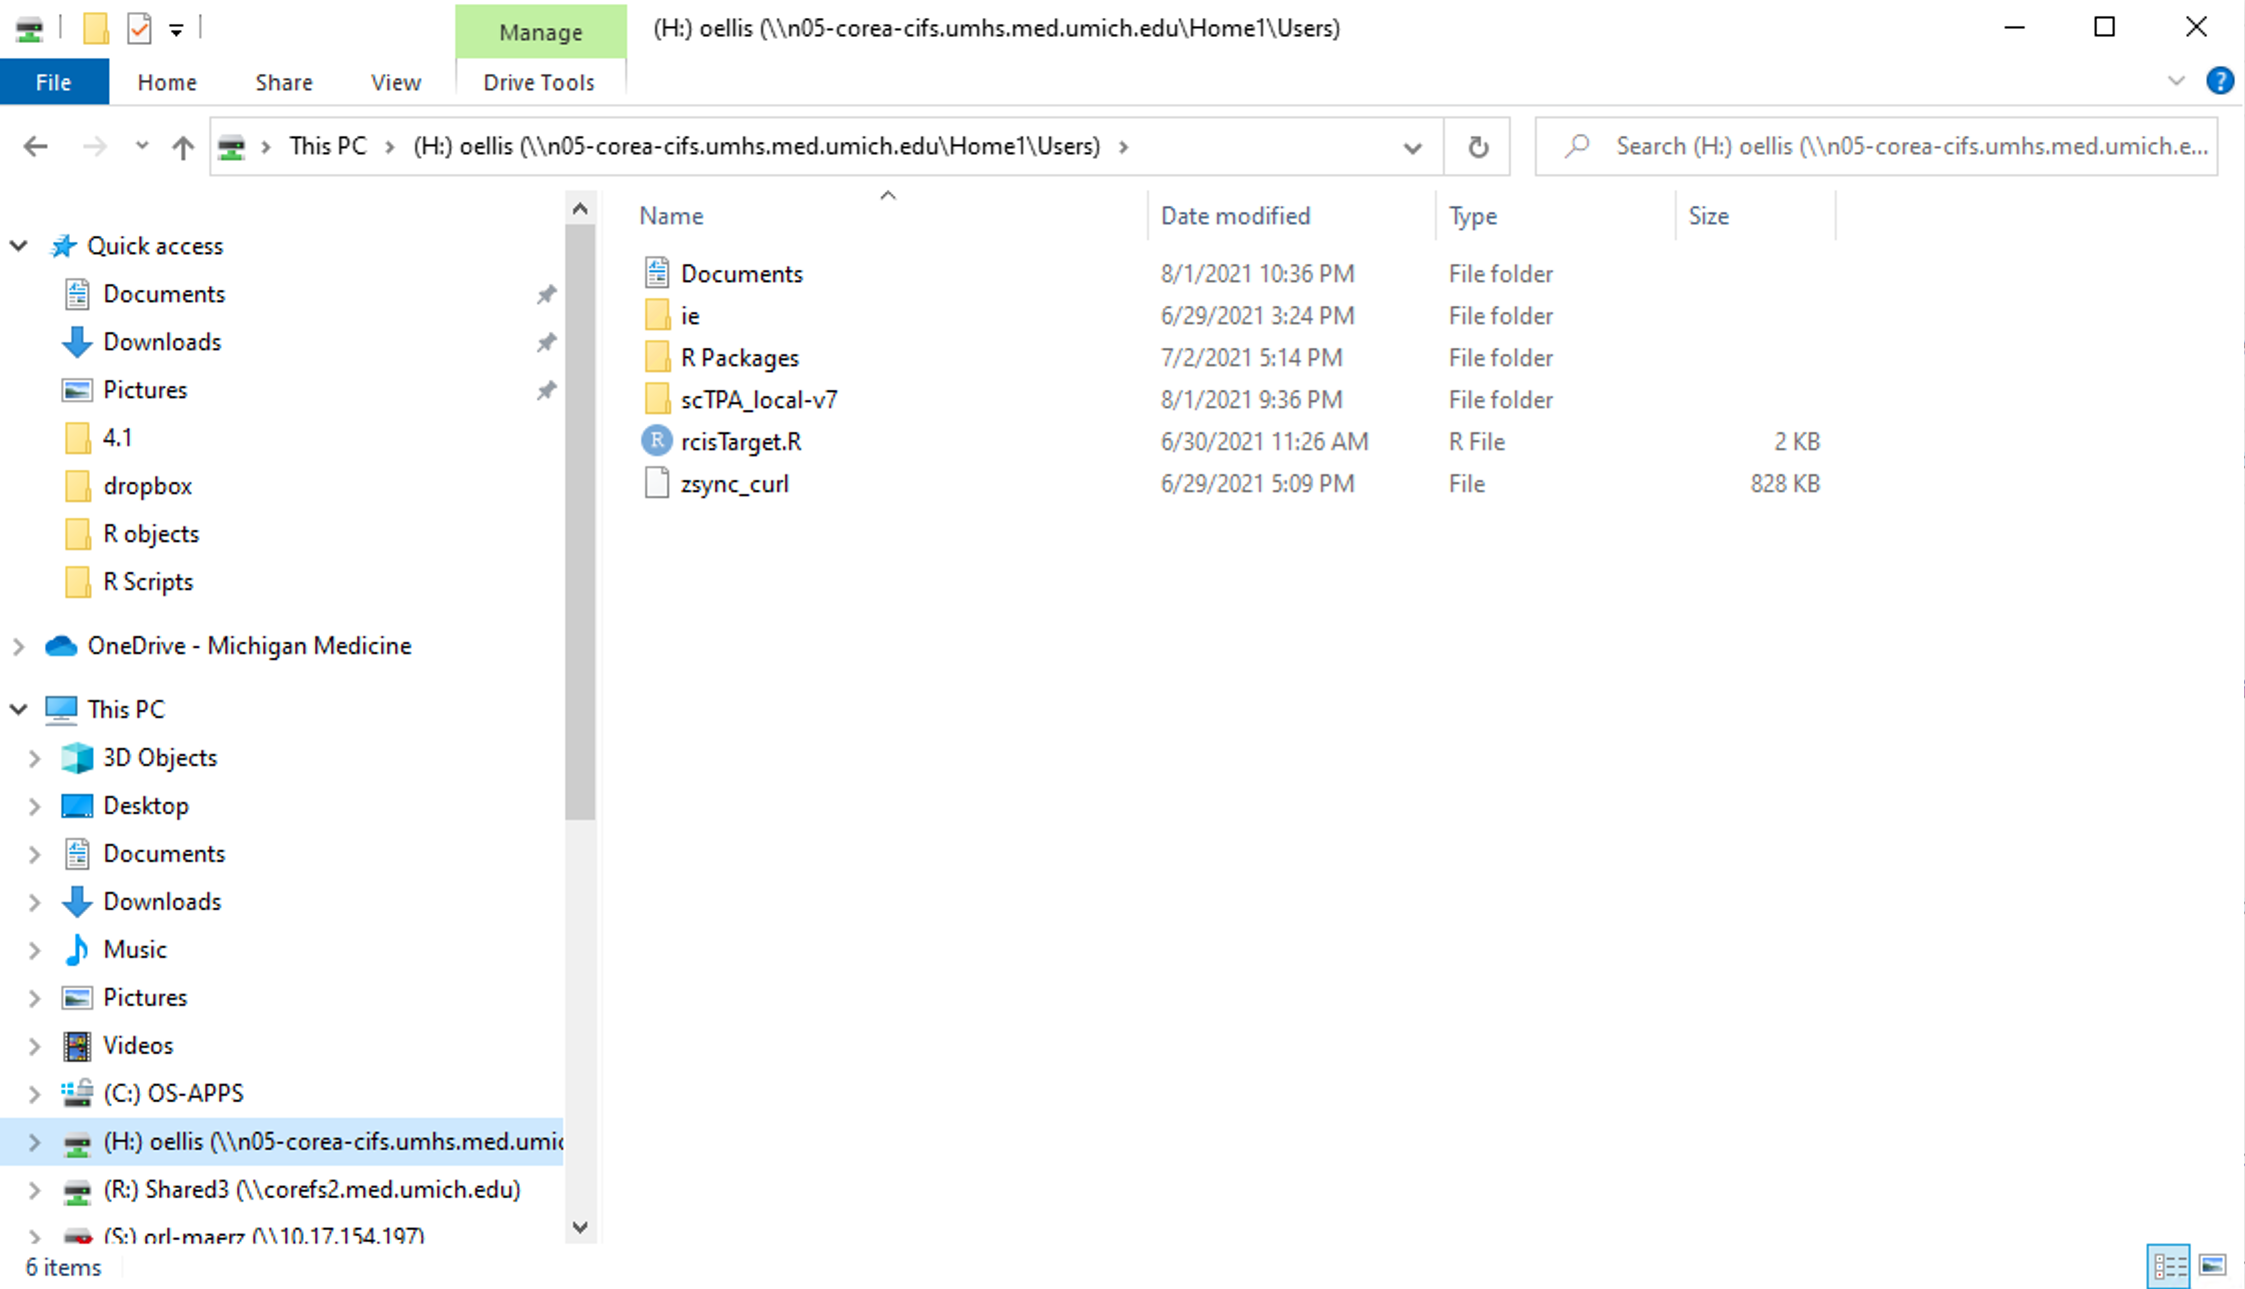 Manage
(H:) oellis (\\n05-corea-cifs.umhs.med.umich.edu\Home1\Users)
File Home Share View Drive Tools
This PC (H:) oellis (\\n05-corea-cifs.umhs.med.umich.edu\Home1\Users)
Search (H:) oellis (\\n05-corea-cifs.umhs.med.umich.e...
Quick access
Documents
Downloads
Pictures
4.1
dropbox
R objects
R Scripts
OneDrive - Michigan Medicine
This PC
3D Objects
Desktop
Documents
Downloads
Music
Pictures
Videos
(C:) OS-APPS
(H:) oellis (\\n05-corea-cifs.umhs.med.umic
(R:) Shared3 (\\corefs2.med.umich.edu)
(S:) orl-maerz (\\10.17.154.197)
Name Date modified Type Size
Documents 8/1/2021 10:36 PM File folder
ie 6/29/2021 3:24 PM File folder
R Packages 7/2/2021 5:14 PM File folder
scTPA_local-v7 8/1/2021 9:36 PM File folder
R rcisTarget.R 6/30/2021 11:26 AM R File 2 KB
zsync_curl 6/29/2021 5:09 PM File 828 KB
6 items